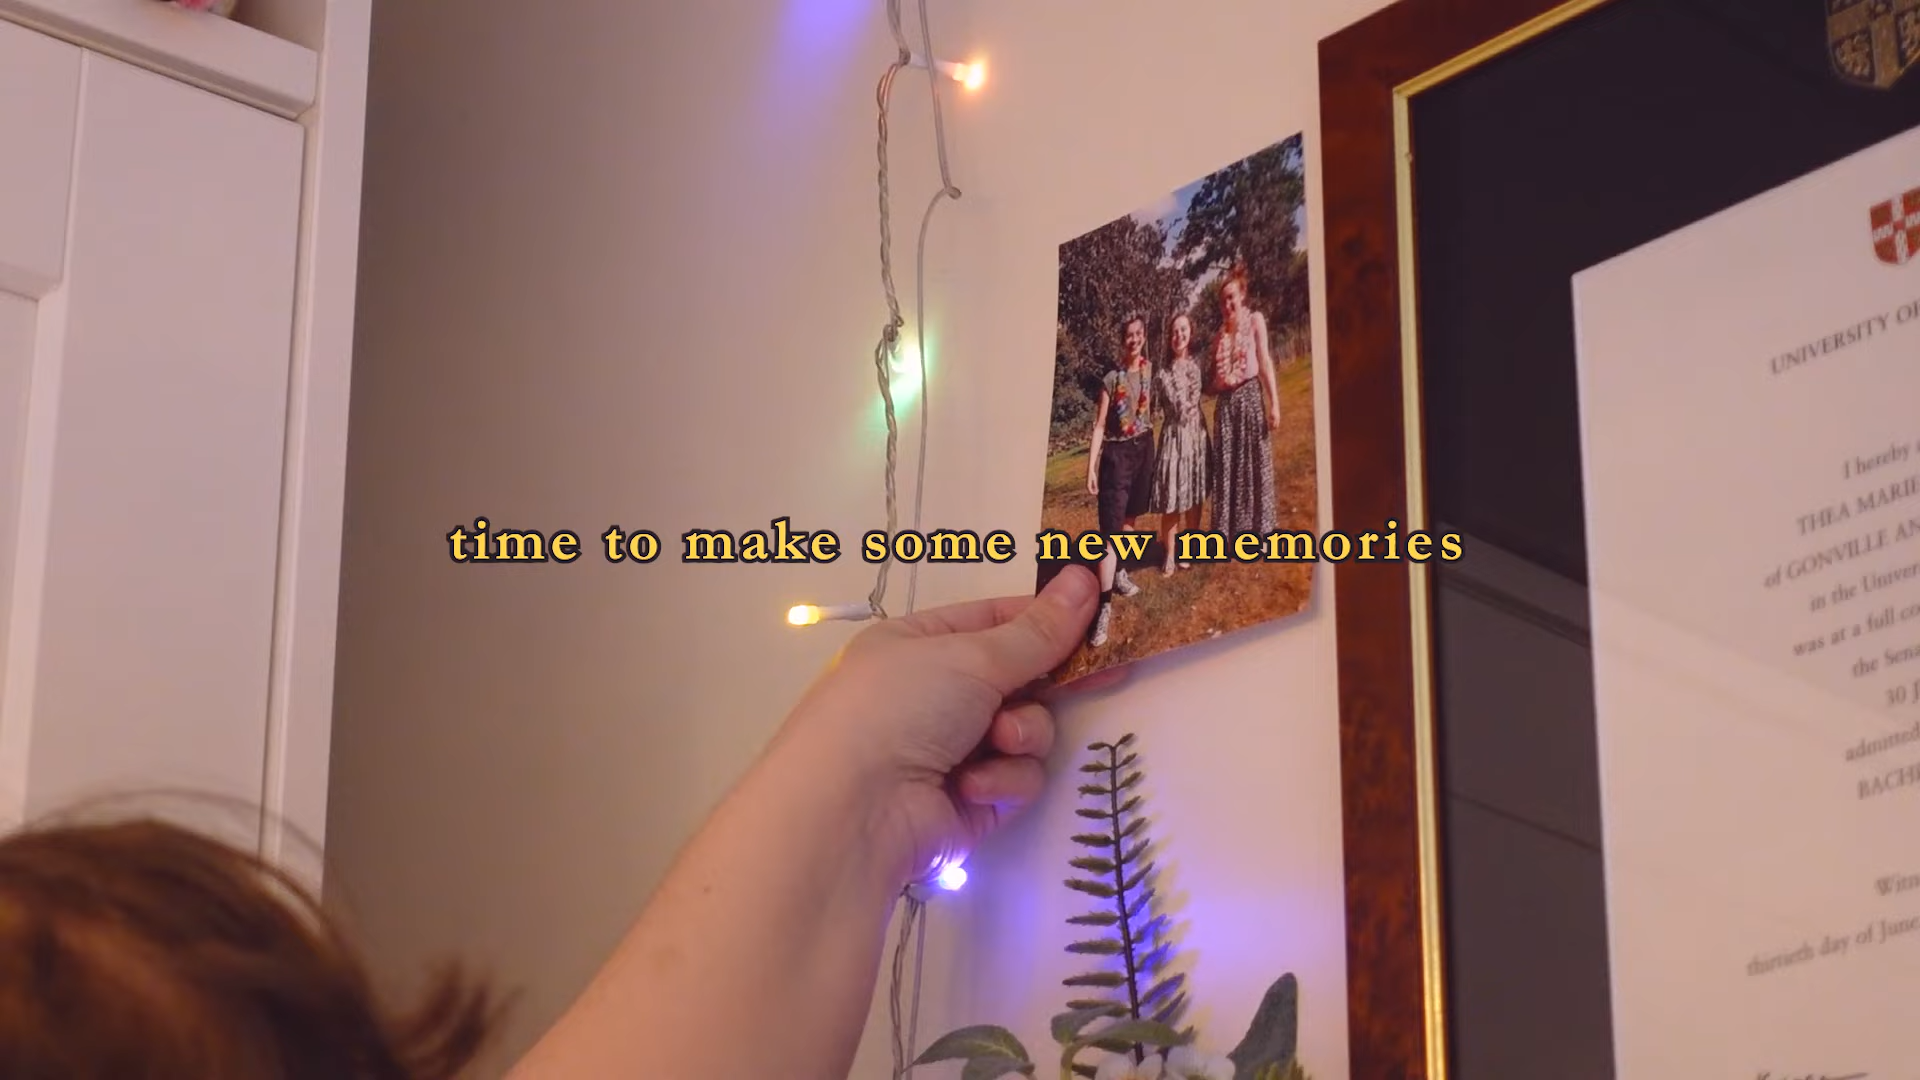 time to make some new memories
UNIVERSITY OF
I hereby
THEA MARIE
of GONVILLE AN
in the Univer
was at a full co
the Sena
30 J
admitted
BACHE
Witn
thirtieth day of June